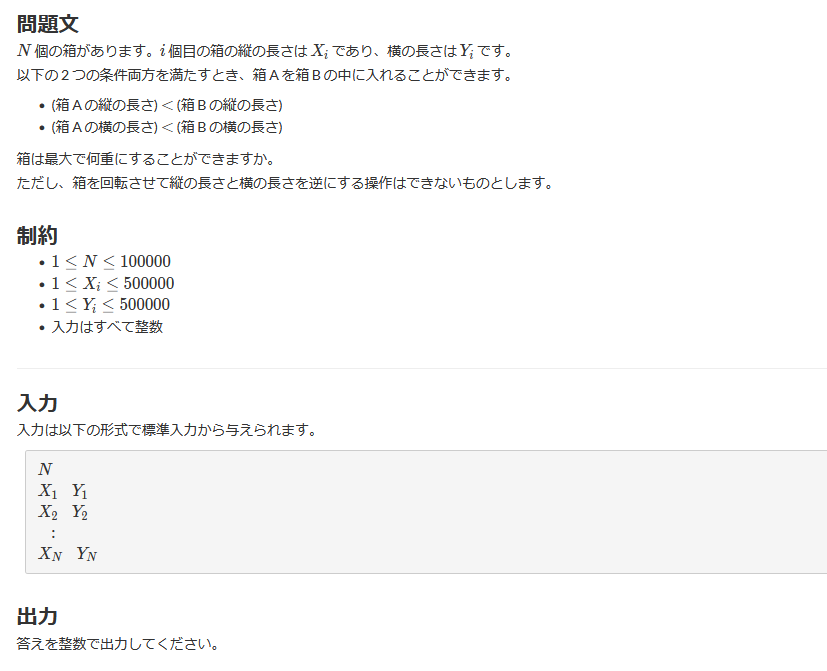 問題文
N 個の箱があります。i 個目の箱の縦の長さは X_i であり、横の長さは Y_i です。
以下の２つの条件両方を満たすとき、箱Ａを箱Ｂの中に入れることができます。
• (箱Ａの縦の長さ) < (箱Ｂの縦の長さ)
• (箱Ａの横の長さ) < (箱Ｂの横の長さ)
箱は最大で何重にすることができますか。
ただし、箱を回転させて縦の長さと横の長さを逆にする操作はできないものとします。
制約
• 1 ≤ N ≤ 100000
• 1 ≤ X_i ≤ 500000
• 1 ≤ Y_i ≤ 500000
• 入力はすべて整数
入力
入力は以下の形式で標準入力から与えられます。
N
X_1 Y_1
X_2 Y_2
:
X_N Y_N
出力
答えを整数で出力してください。